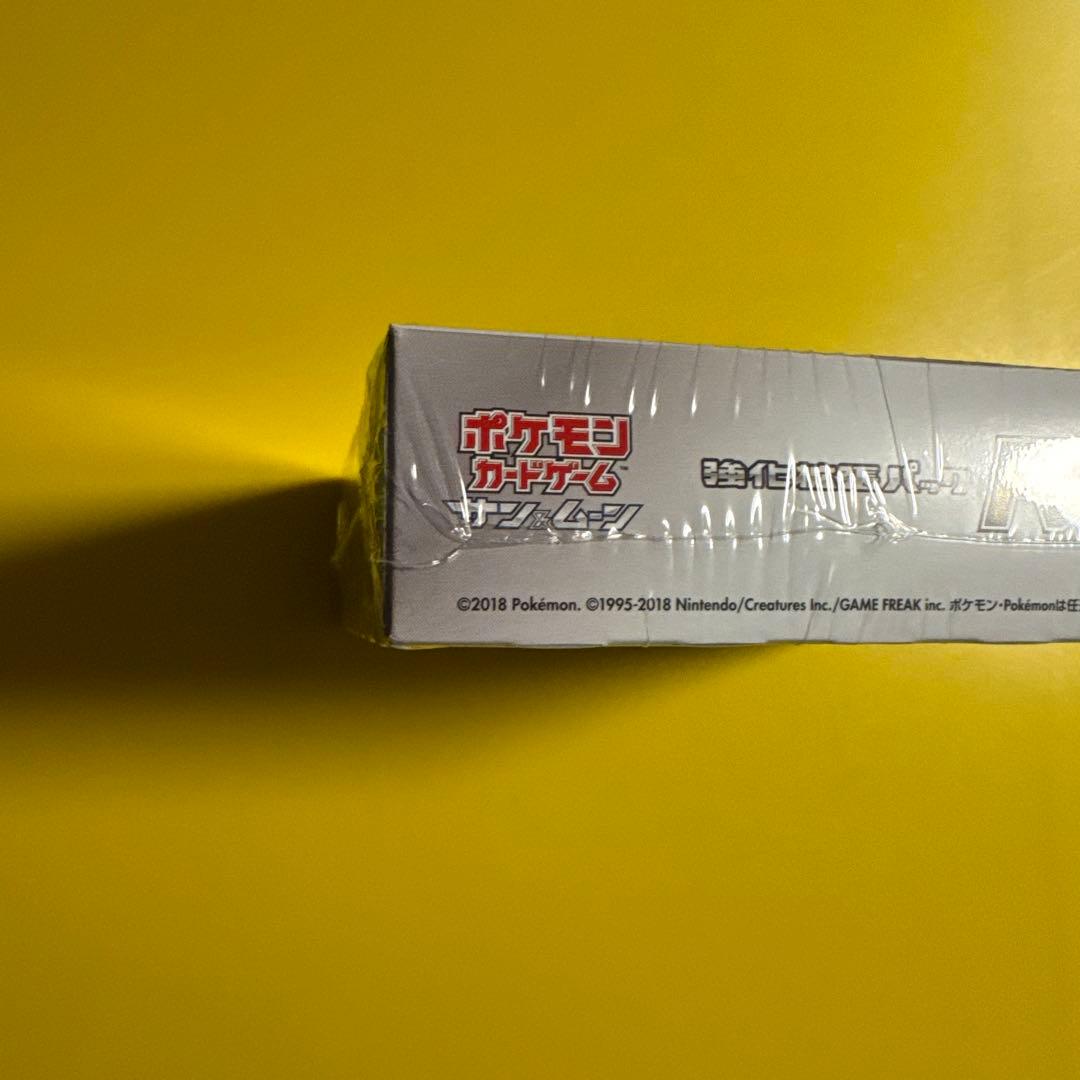 ポケモン
カードゲーム™
サン&ムーン
強化拡張パック
©2018 Pokémon. ©1995-2018 Nintendo/Creatures Inc./GAME FREAK inc. ポケモン・Pokémonは任